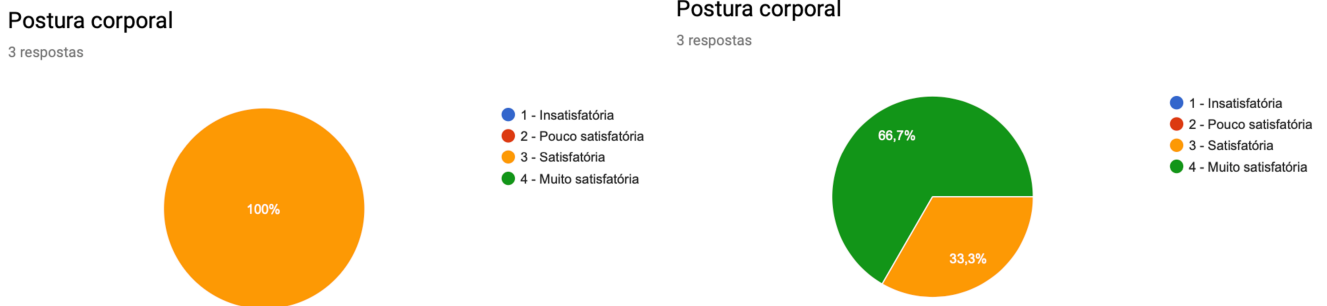 Postura corporal
3 respostas
1 - Insatisfatória
2 - Pouco satisfatória
3 - Satisfatória
4 - Muito satisfatória
100%
Postura corporal
3 respostas
1 - Insatisfatória
2 - Pouco satisfatória
3 - Satisfatória
4 - Muito satisfatória
66,7%
33,3%